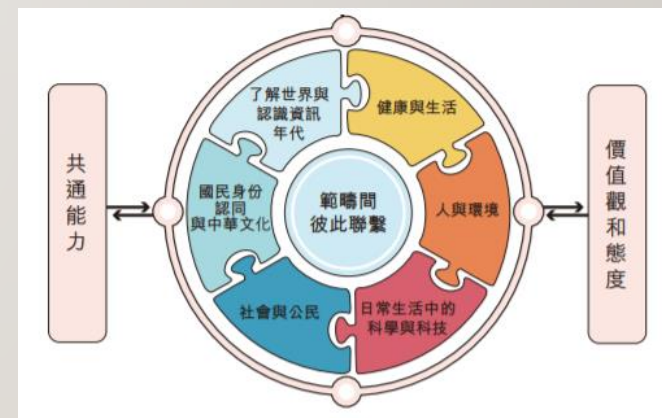 共通能力
了解世界與
認識資訊
年代
健康與生活
國民身份
認同
與中華文化
範疇間
彼此聯繫
人與環境
社會與公民
日常生活中的
科學與科技
價值觀和態度